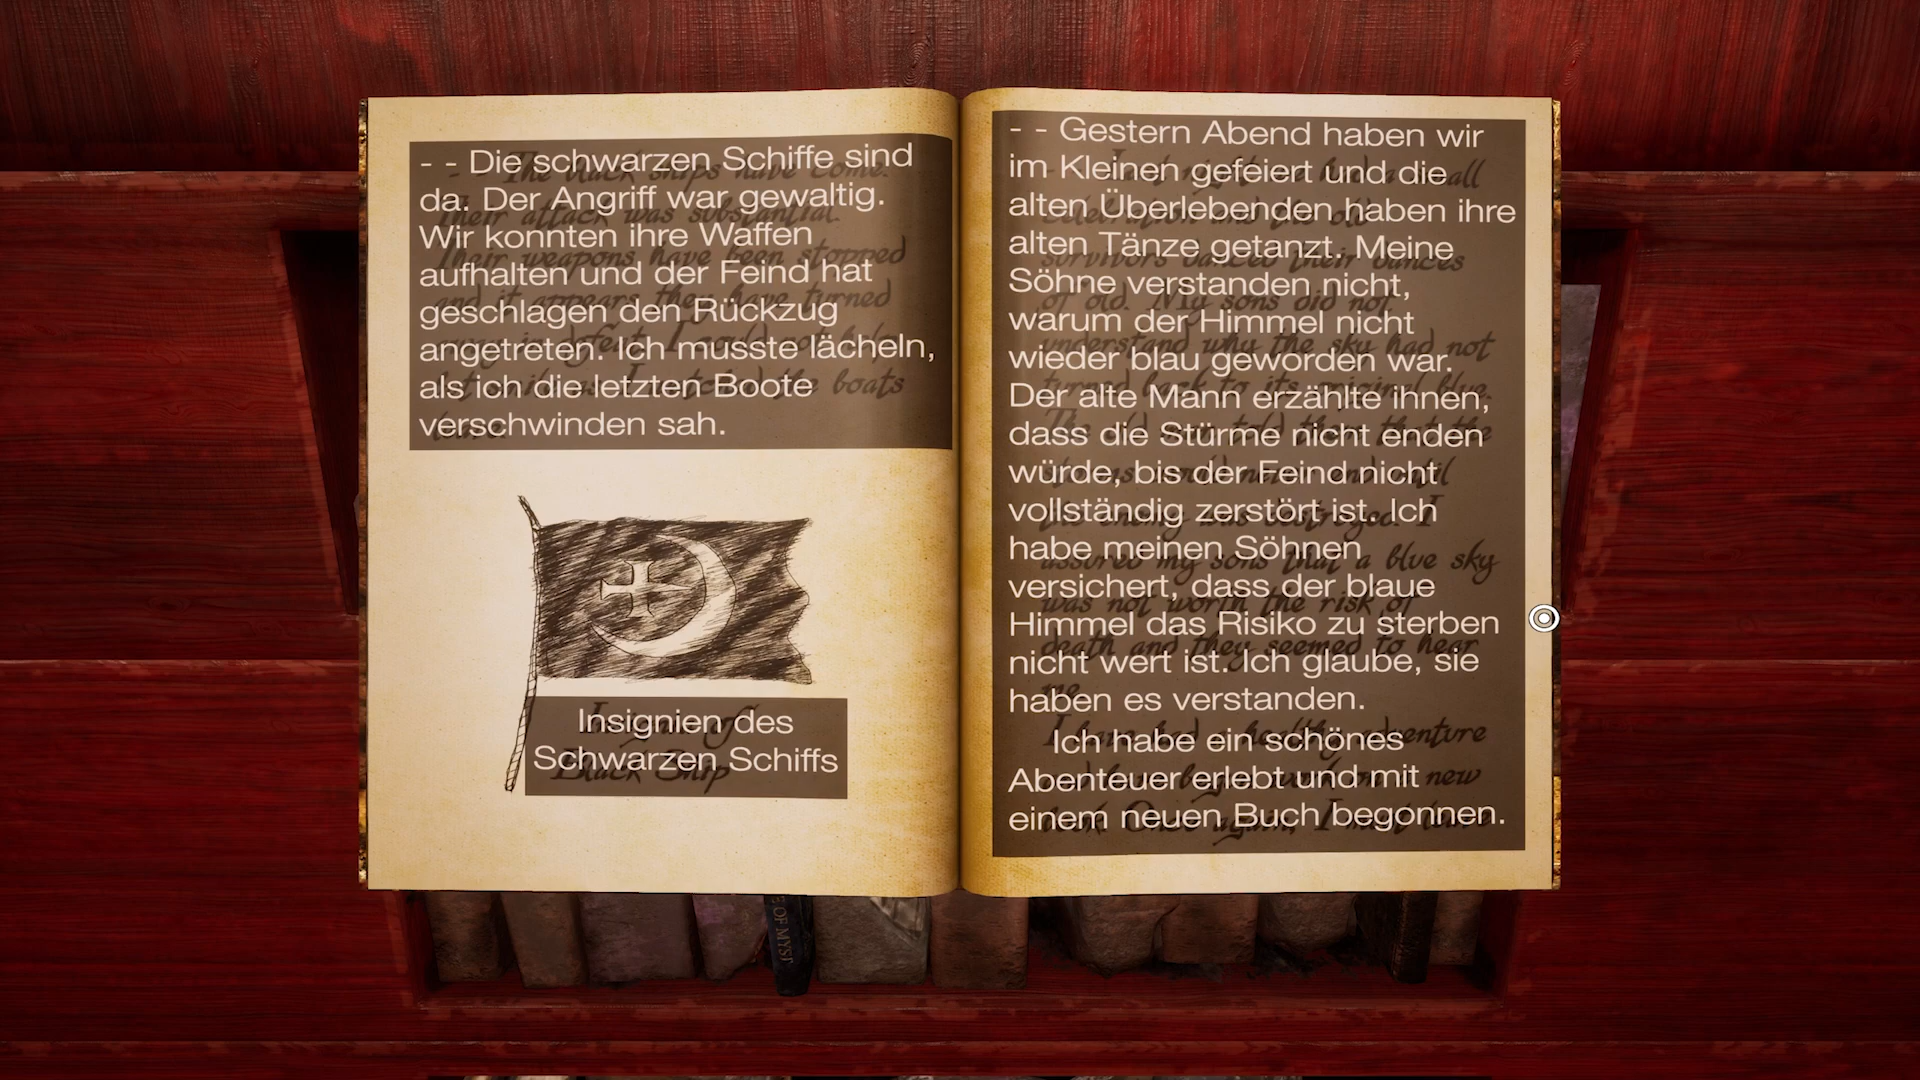 - - Die schwarzen Schiffe sind
da. Der Angriff war gewaltig.
Wir konnten ihre Waffen
aufhalten und der Feind hat
geschlagen den Rückzug
angetreten. Ich musste lächeln,
als ich die letzten Boote
verschwinden sah.
Insignien des
Schwarzen Schiffs
- - Gestern Abend haben wir
im Kleinen gefeiert und die
alten Überlebenden haben ihre
alten Tänze getanzt. Meine
Söhne verstanden nicht,
warum der Himmel nicht
wieder blau geworden war.
Der alte Mann erzählte ihnen,
dass die Stürme nicht enden
würde, bis der Feind nicht
vollständig zerstört ist. Ich
habe meinen Söhnen
versichert, dass der blaue
Himmel das Risiko zu sterben
nicht wert ist. Ich glaube, sie
haben es verstanden.
Ich habe ein schönes
Abenteuer erlebt und mit
einem neuen Buch begonnen.
OF MYST